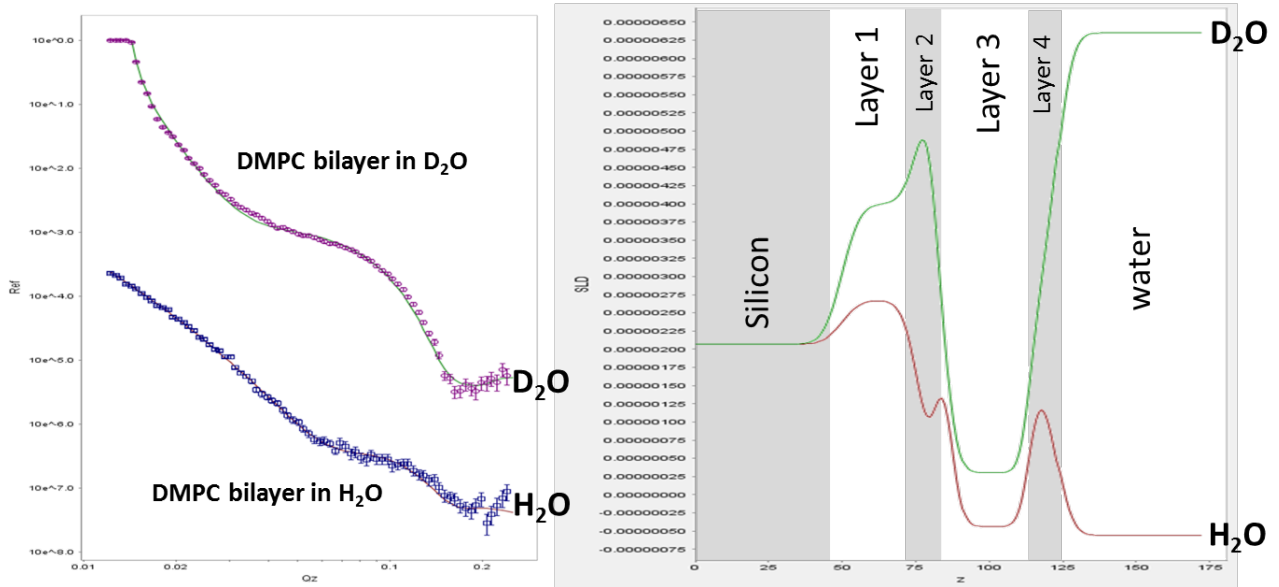 10e^0.0
10e^-1.0
10e^-2.0
10e^-3.0
10e^-4.0
10e^-5.0
10e^-6.0
10e^-7.0
10e^-8.0
Ref
DMPC bilayer in D₂O
DMPC bilayer in H₂O
D₂O
H₂O
0.01
0.02
0.1
0.2
Qz
0.00000650
0.00000625
0.00000600
0.00000575
0.00000550
0.00000525
0.00000500
0.00000475
0.00000450
0.00000425
0.00000400
0.00000375
0.00000350
0.00000325
0.00000300
0.00000275
0.00000250
0.00000225
0.00000200
0.00000175
0.00000150
0.00000125
0.00000100
0.00000075
0.00000050
0.00000025
0.00000000
-0.00000025
-0.00000050
-0.00000075
SLD
Silicon
Layer 1
Layer 2
Layer 3
Layer 4
water
D₂O
H₂O
0
25
50
75
100
125
150
175
z